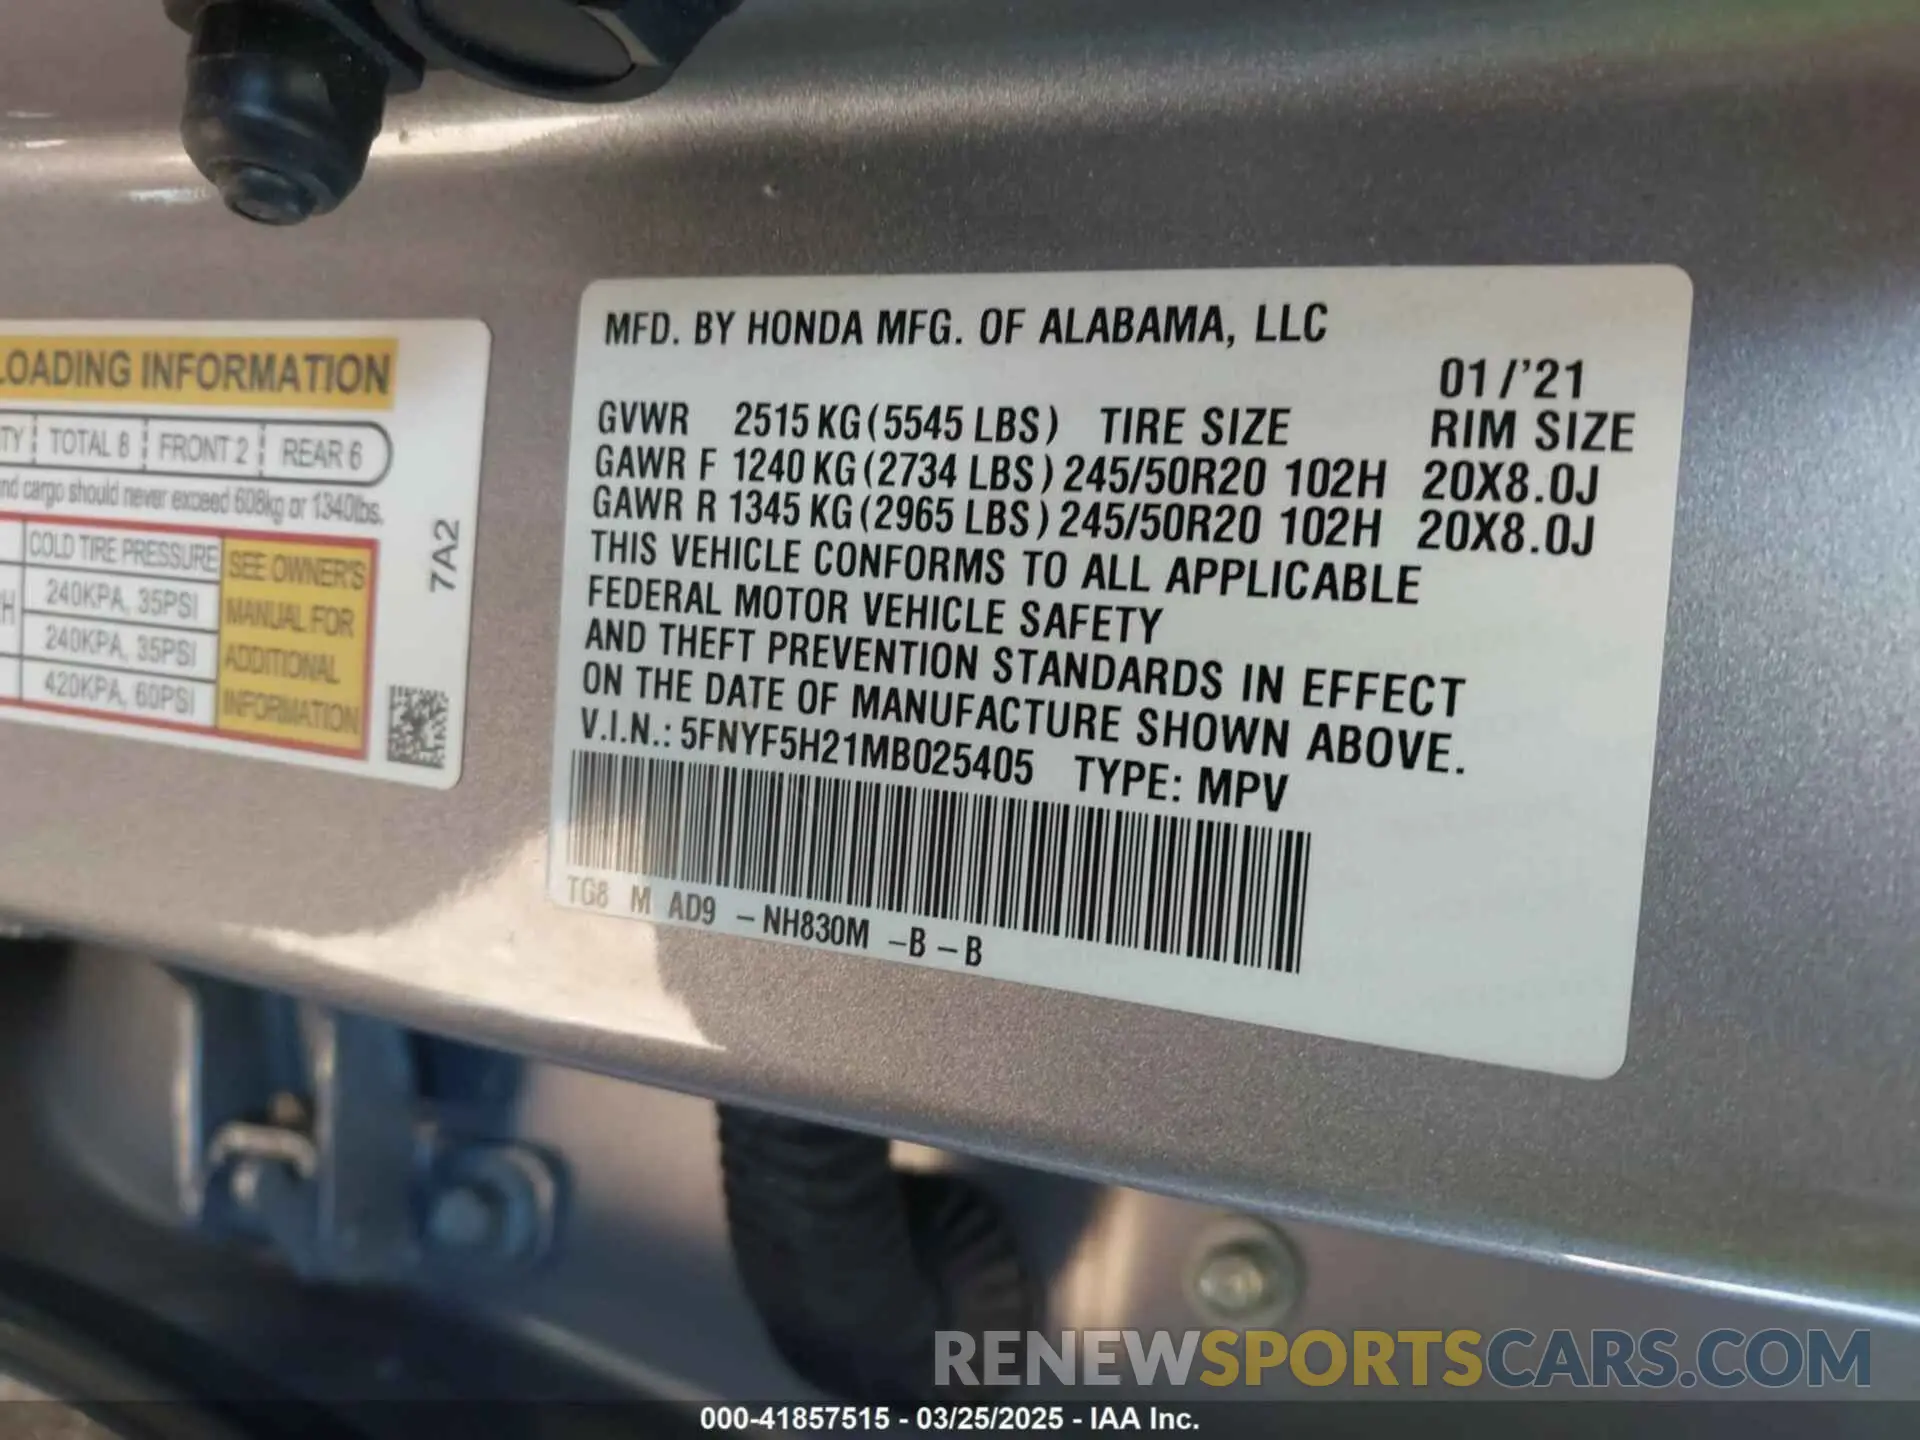 LOADING INFORMATION
TOTAL 8 FRONT 2 REAR 6
and cargo should never exceed 608kg or 1340lbs.
COLD TIRE PRESSURE
240KPA, 35PSI
240KPA, 35PSI
420KPA, 60PSI
SEE OWNER'S
MANUAL FOR
ADDITIONAL
INFORMATION
7A2
MFD. BY HONDA MFG. OF ALABAMA, LLC
01/'21
GVWR 2515 KG (5545 LBS) TIRE SIZE RIM SIZE
GAWR F 1240 KG (2734 LBS) 245/50R20 102H 20X8.0J
GAWR R 1345 KG (2965 LBS) 245/50R20 102H 20X8.0J
THIS VEHICLE CONFORMS TO ALL APPLICABLE
FEDERAL MOTOR VEHICLE SAFETY
AND THEFT PREVENTION STANDARDS IN EFFECT
ON THE DATE OF MANUFACTURE SHOWN ABOVE.
V.I.N.: 5FNYF5H21MB025405 TYPE: MPV
TG8 M AD9 - NH830M - B - B
RENEWSPORTSCARS.COM
000-41857515 - 03/25/2025 - IAA Inc.